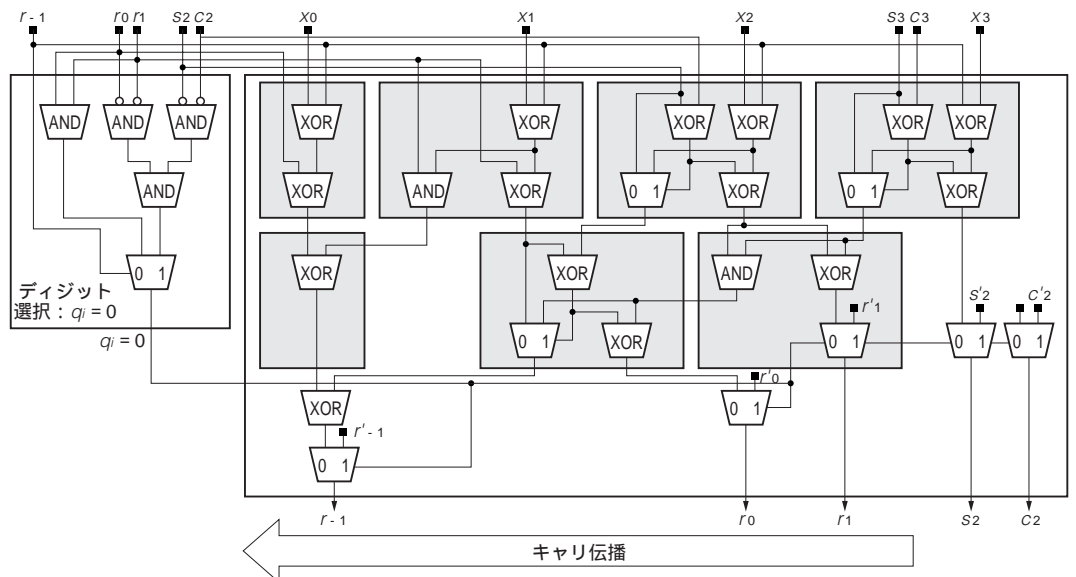 r-1 r0 r1 S2 C2 X0 X1 X2 S3 C3 X3
AND AND AND XOR XOR XOR XOR XOR XOR
AND XOR AND XOR 0 1 XOR 0 1 XOR
0 1 XOR XOR AND XOR
ディジット
選択：qi = 0
qi = 0
S'2 C'2
r'1
0 1 XOR 0 1 0 1 0 1
r'0
XOR 0 1
r'-1
0 1
r-1 r0 r1 S2 C2
キャリ伝播